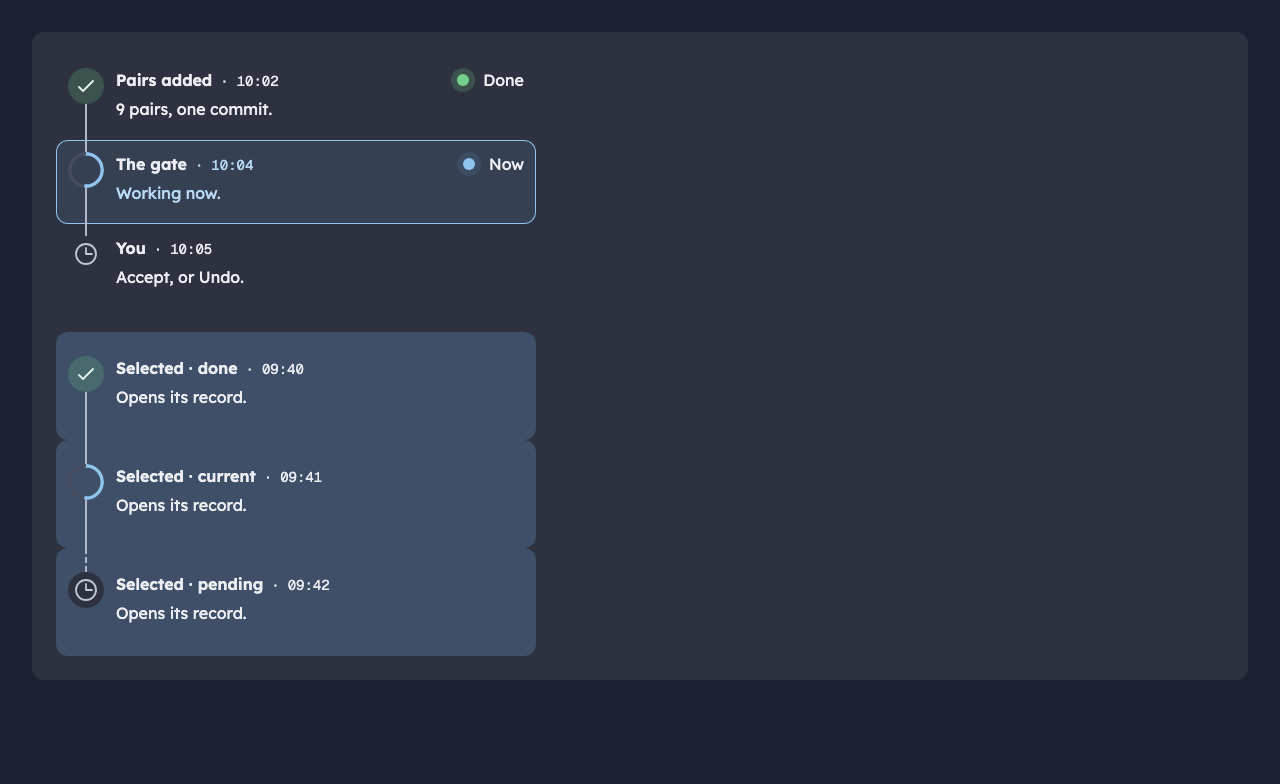 Pairs added · 10:02 Done
9 pairs, one commit.
The gate · 10:04 Now
Working now.
You · 10:05
Accept, or Undo.
Selected · done · 09:40
Opens its record.
Selected · current · 09:41
Opens its record.
Selected · pending · 09:42
Opens its record.